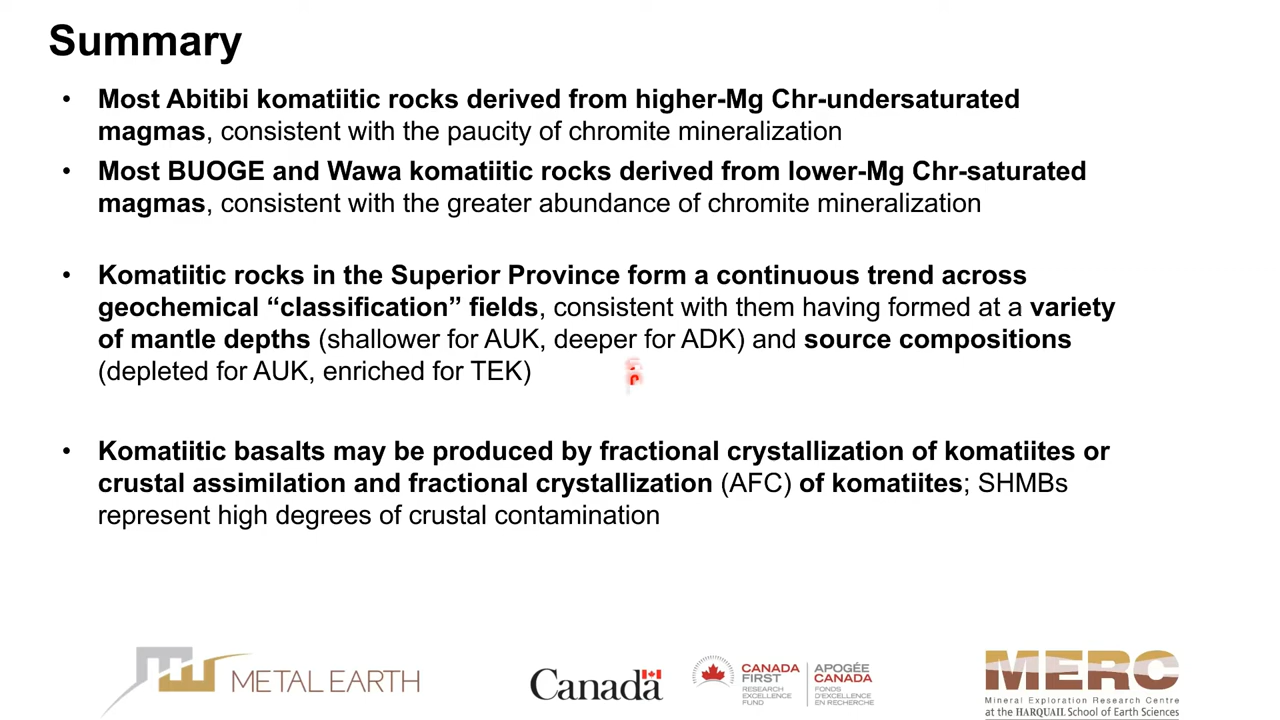 Summary
• Most Abitibi komatiitic rocks derived from higher-Mg Chr-undersaturated
magmas, consistent with the paucity of chromite mineralization
• Most BUOGE and Wawa komatiitic rocks derived from lower-Mg Chr-saturated
magmas, consistent with the greater abundance of chromite mineralization
• Komatiitic rocks in the Superior Province form a continuous trend across
geochemical “classification” fields, consistent with them having formed at a variety
of mantle depths (shallower for AUK, deeper for ADK) and source compositions
(depleted for AUK, enriched for TEK)
• Komatiitic basalts may be produced by fractional crystallization of komatiites or
crustal assimilation and fractional crystallization (AFC) of komatiites; SHMBs
represent high degrees of crustal contamination
METAL EARTH
Canada
CANADA
FIRST
RESEARCH
EXCELLENCE
FUND
APOGÉE
CANADA
FONDS
D'EXCELLENCE
EN RECHERCHE
MERC
Mineral Exploration Research Centre
at the HARQUAIL School of Earth Sciences